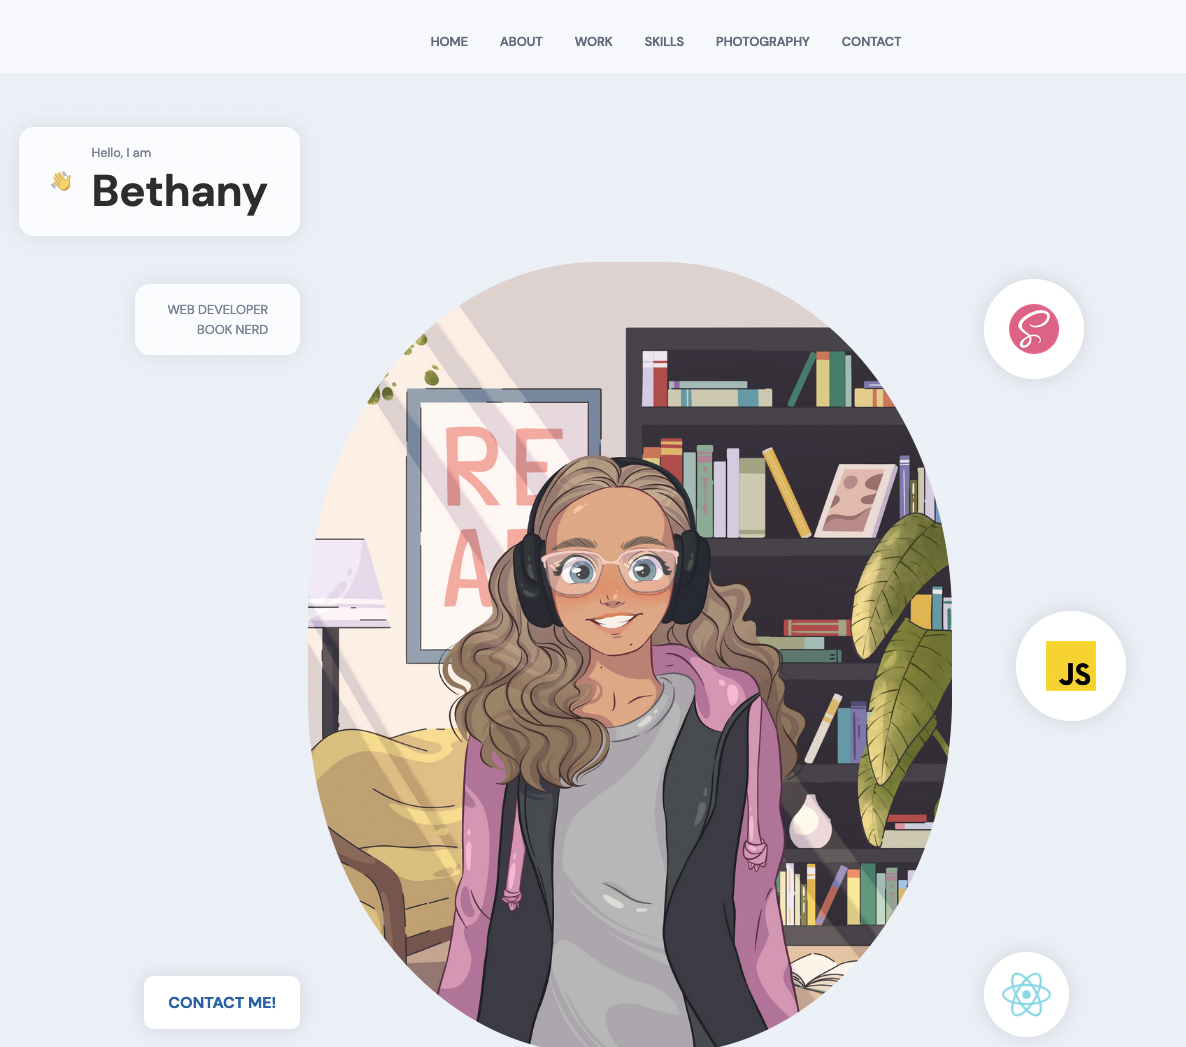 HOME ABOUT WORK SKILLS PHOTOGRAPHY CONTACT
Hello, I am
Bethany
WEB DEVELOPER
BOOK NERD
RE
A
JS
CONTACT ME!